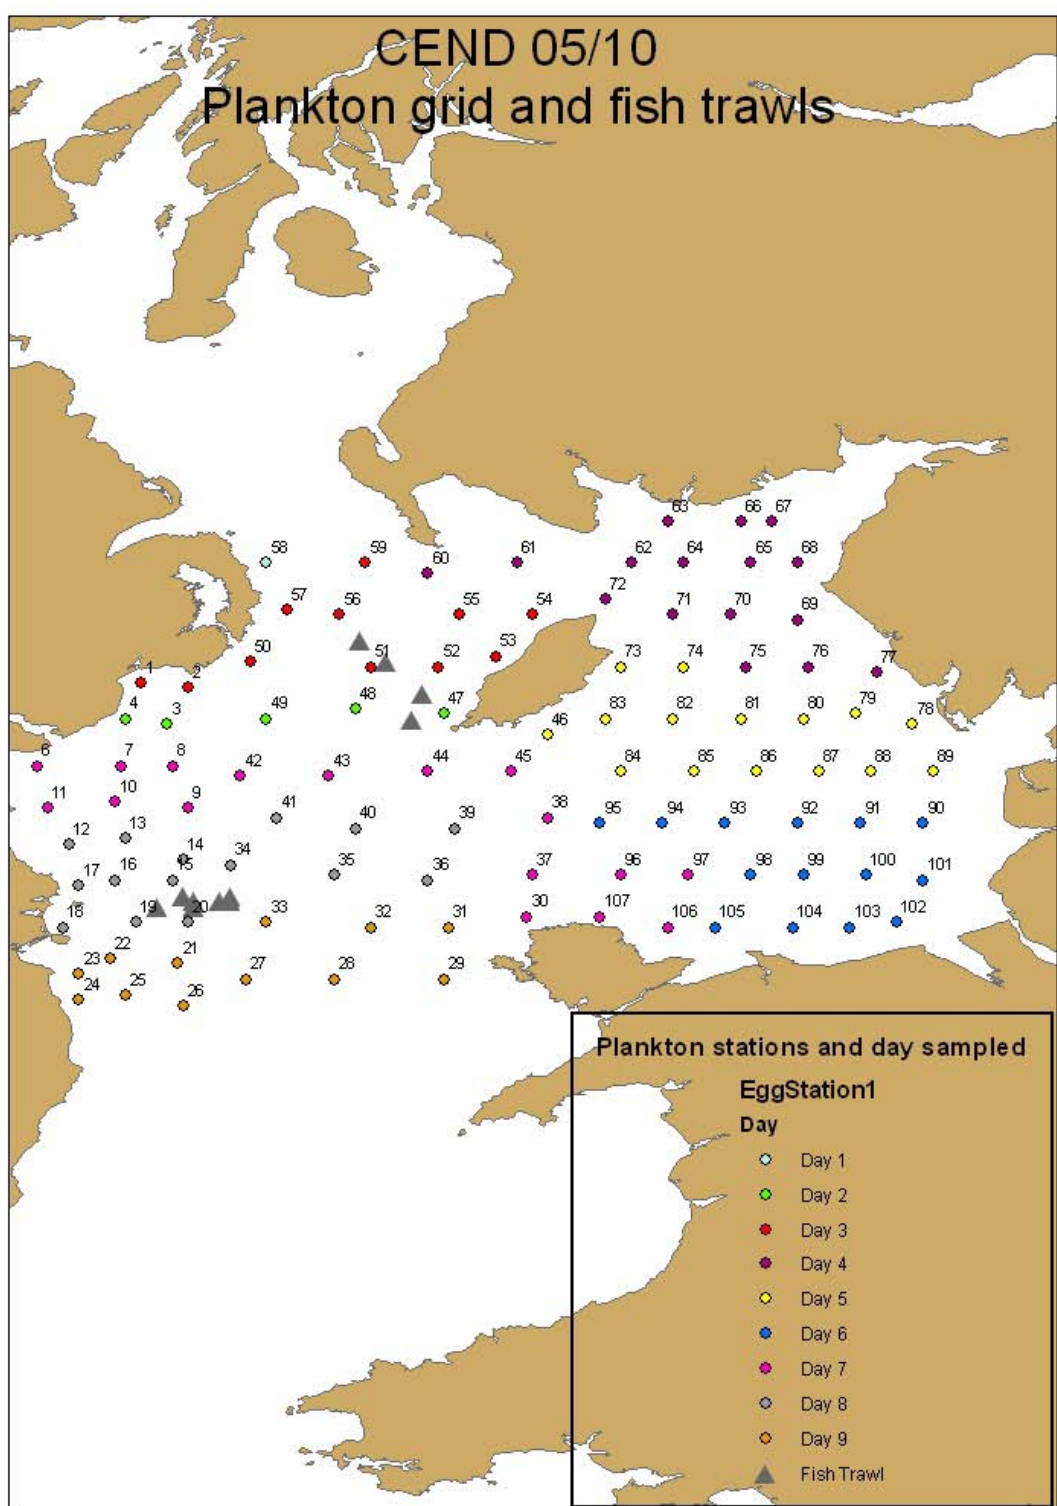 CEND 05/10
Plankton grid and fish trawls
63 66 67
58 59 60 61 62 64 65 68
57 56 55 54 72 71 70 69
50 51 52 53 73 74 75 76 77
1 2
4 3 49 48 47 46 83 82 81 80 79 78
6 7 8 42 43 44 45 84 85 86 87 88 89
11 10 9 41 40 39 38 95 94 93 92 91 90
12 13 14 34
17 16 15 35 36 37 96 97 98 99 100 101
18 19 20 33 32 31 30 107 106 105 104 103 102
23 22 21 27 28 29
24 25 26
Plankton stations and day sampled
EggStation1
Day
Day 1
Day 2
Day 3
Day 4
Day 5
Day 6
Day 7
Day 8
Day 9
Fish Trawl